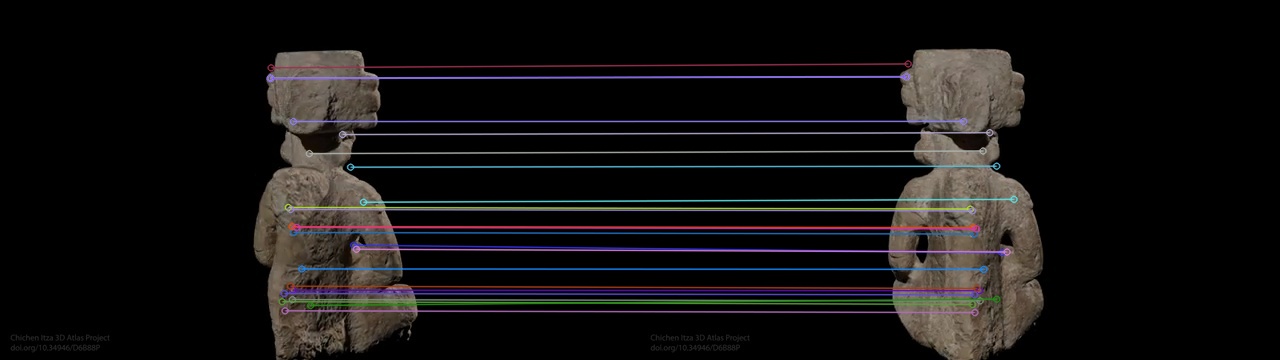 Chichen Itza 3D Atlas Project
doi.org/10.34946/D6B88P
Chichen Itza 3D Atlas Project
doi.org/10.34946/D6B88P